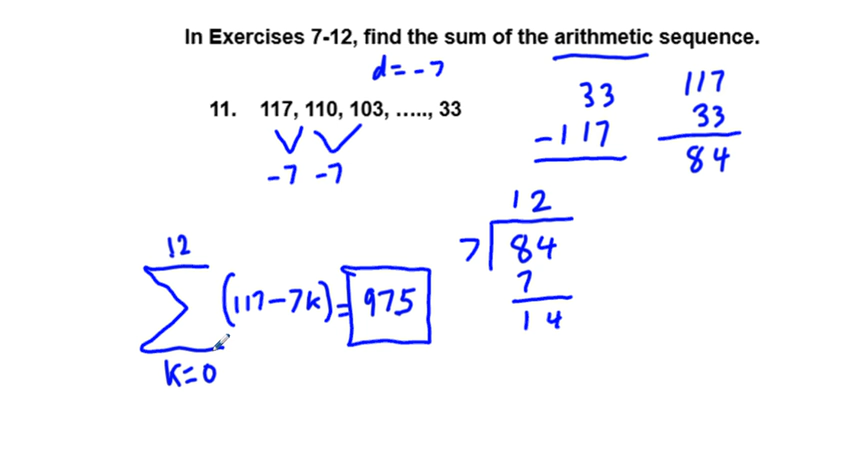 In Exercises 7-12, find the sum of the arithmetic sequence.
d = -7
11. 117, 110, 103, ....., 33
-7 -7
33
-117
117
33
84
12
7 84
7
14
12
∑ (117-7k) = 975
k=0